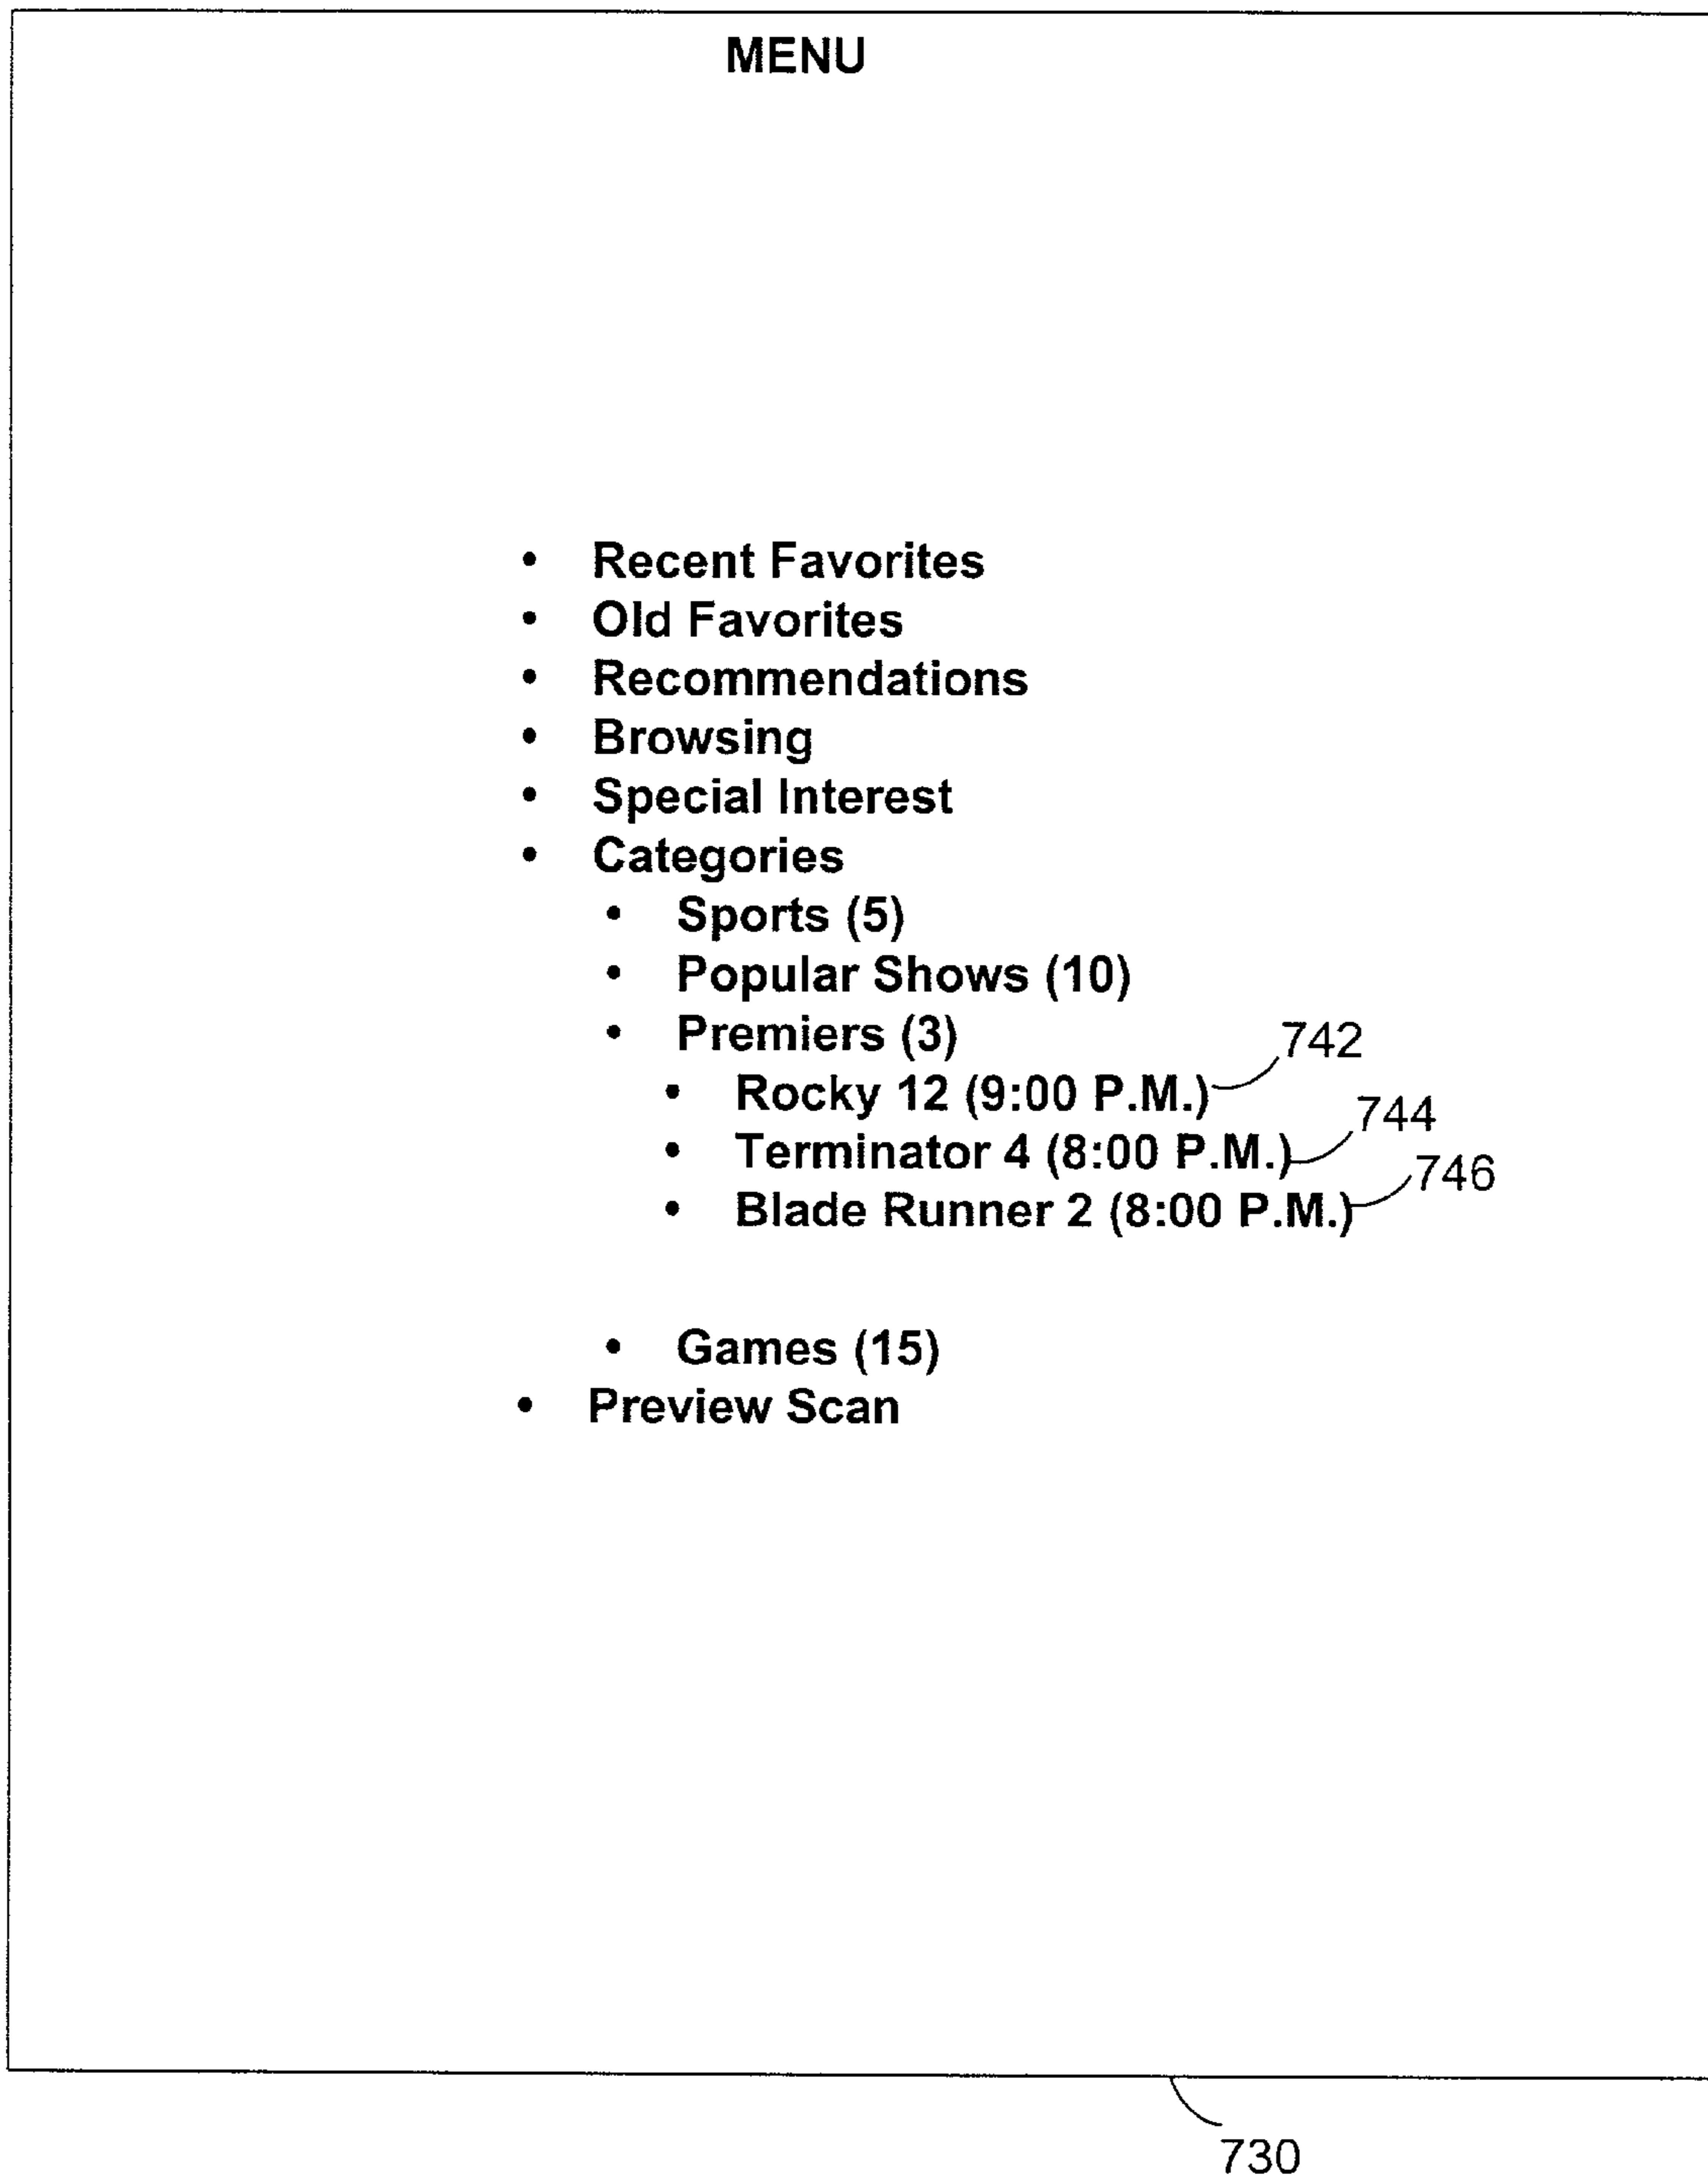 MENU
• Recent Favorites
• Old Favorites
• Recommendations
• Browsing
• Special Interest
• Categories
• Sports (5)
• Popular Shows (10)
• Premiers (3)
742
• Rocky 12 (9:00 P.M.)
744
• Terminator 4 (8:00 P.M.)
746
• Blade Runner 2 (8:00 P.M.)
• Games (15)
• Preview Scan
730